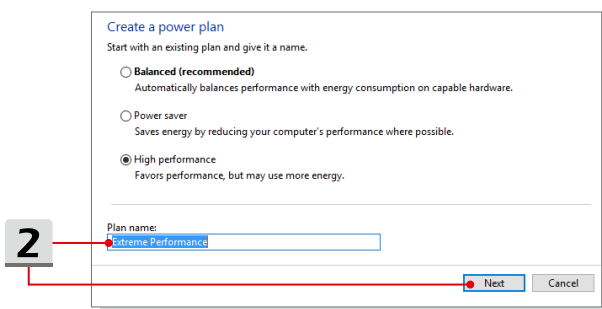 Create a power plan
Start with an existing plan and give it a name.
Balanced (recommended)
Automatically balances performance with energy consumption on capable hardware.
Power saver
Saves energy by reducing your computer's performance where possible.
High performance
Favors performance, but may use more energy.
Plan name:
Extreme Performance
2
Next Cancel